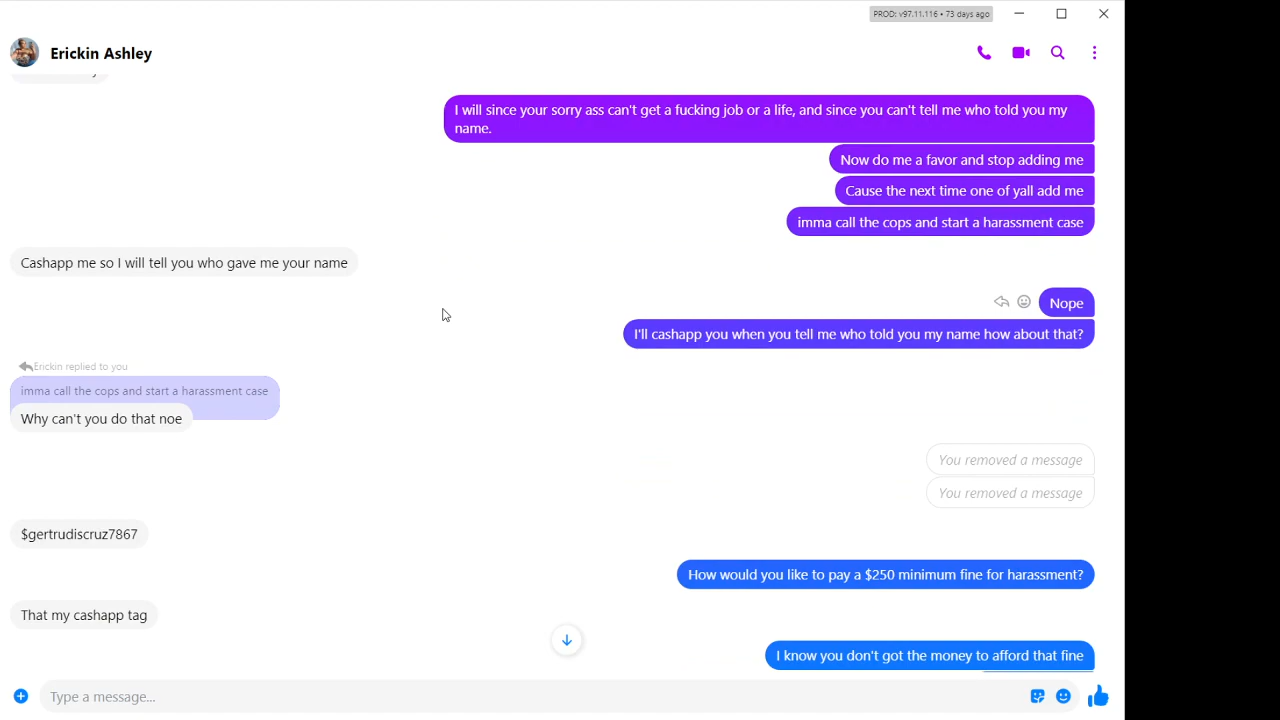 PROD: v97.11.116 • 73 days ago
Erickin Ashley
I will since your sorry ass can't get a fucking job or a life, and since you can't tell me who told you my
name.
Now do me a favor and stop adding me
Cause the next time one of yall add me
imma call the cops and start a harassment case
Cashapp me so I will tell you who gave me your name
Nope
I'll cashapp you when you tell me who told you my name how about that?
Erickin replied to you
imma call the cops and start a harassment case
Why can't you do that noe
You removed a message
You removed a message
$gertrudiscruz7867
How would you like to pay a $250 minimum fine for harassment?
That my cashapp tag
I know you don't got the money to afford that fine
Type a message...